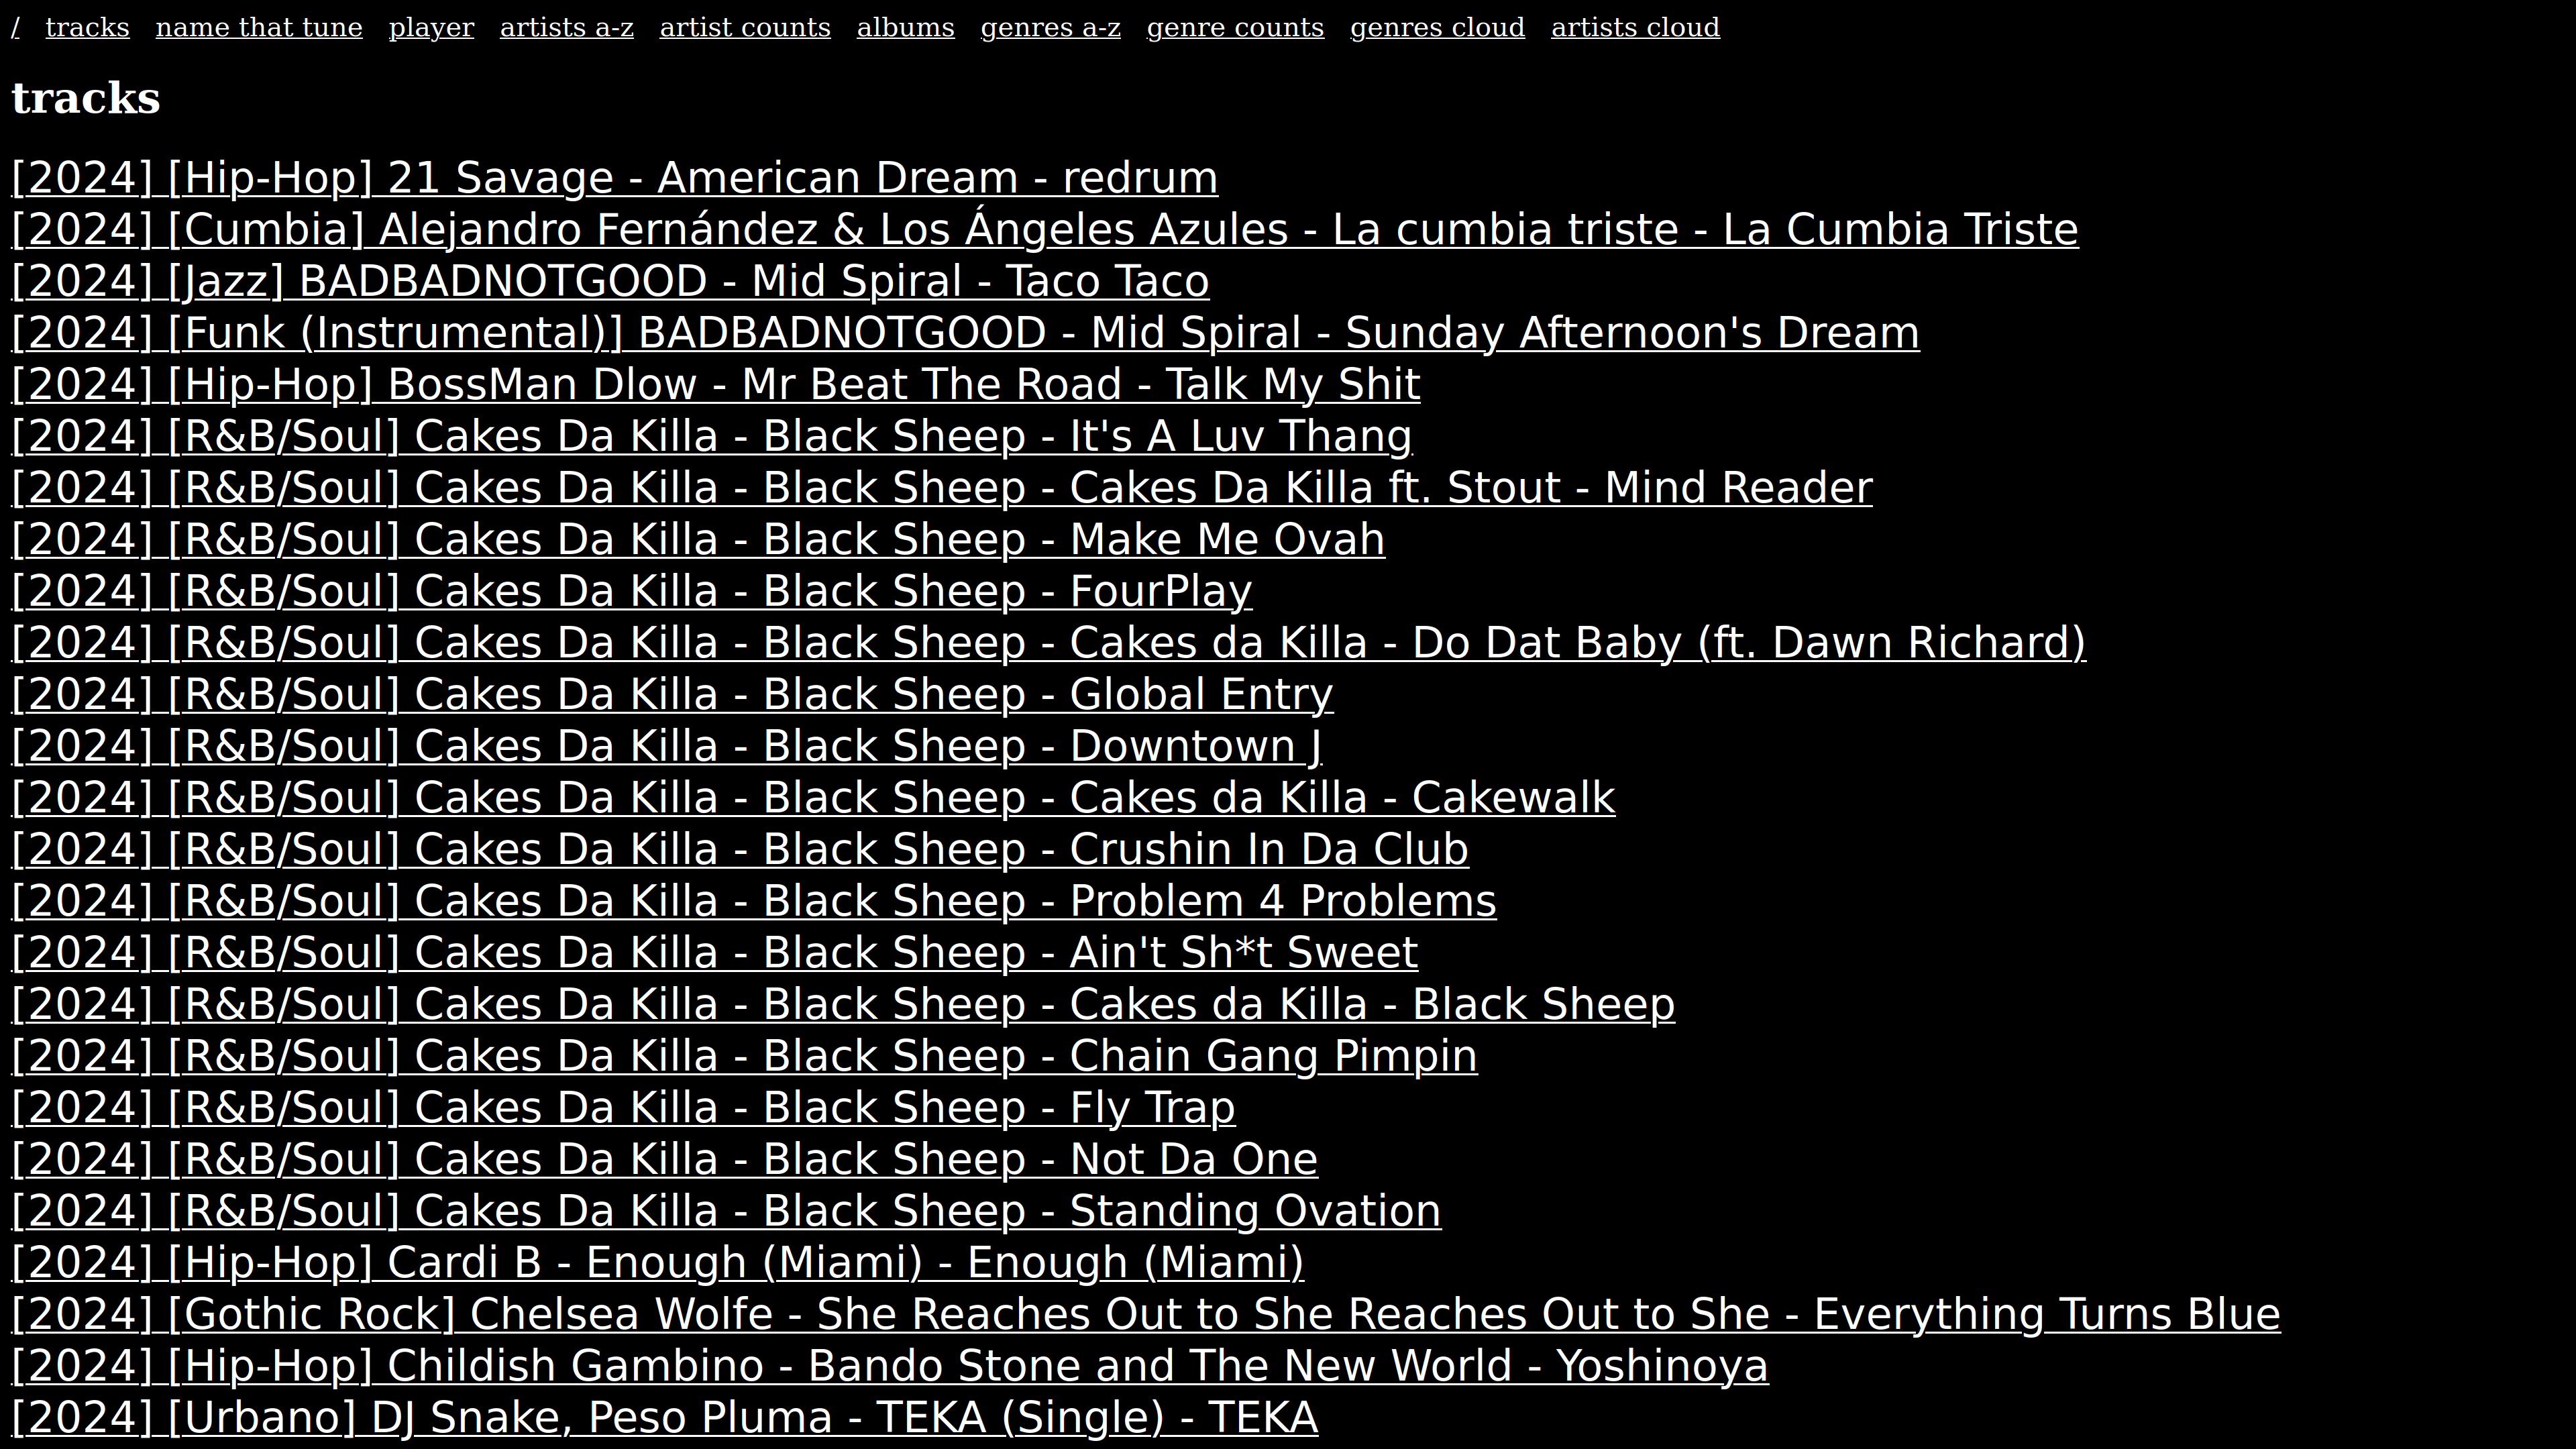 / tracks name that tune player artists a-z artist counts albums genres a-z genre counts genres cloud artists cloud
tracks
[2024] [Hip-Hop] 21 Savage - American Dream - redrum
[2024] [Cumbia] Alejandro Fernández & Los Ángeles Azules - La cumbia triste - La Cumbia Triste
[2024] [Jazz] BADBADNOTGOOD - Mid Spiral - Taco Taco
[2024] [Funk (Instrumental)] BADBADNOTGOOD - Mid Spiral - Sunday Afternoon's Dream
[2024] [Hip-Hop] BossMan Dlow - Mr Beat The Road - Talk My Shit
[2024] [R&B/Soul] Cakes Da Killa - Black Sheep - It's A Luv Thang
[2024] [R&B/Soul] Cakes Da Killa - Black Sheep - Cakes Da Killa ft. Stout - Mind Reader
[2024] [R&B/Soul] Cakes Da Killa - Black Sheep - Make Me Ovah
[2024] [R&B/Soul] Cakes Da Killa - Black Sheep - FourPlay
[2024] [R&B/Soul] Cakes Da Killa - Black Sheep - Cakes da Killa - Do Dat Baby (ft. Dawn Richard)
[2024] [R&B/Soul] Cakes Da Killa - Black Sheep - Global Entry
[2024] [R&B/Soul] Cakes Da Killa - Black Sheep - Downtown J
[2024] [R&B/Soul] Cakes Da Killa - Black Sheep - Cakes da Killa - Cakewalk
[2024] [R&B/Soul] Cakes Da Killa - Black Sheep - Crushin In Da Club
[2024] [R&B/Soul] Cakes Da Killa - Black Sheep - Problem 4 Problems
[2024] [R&B/Soul] Cakes Da Killa - Black Sheep - Ain't Sh*t Sweet
[2024] [R&B/Soul] Cakes Da Killa - Black Sheep - Cakes da Killa - Black Sheep
[2024] [R&B/Soul] Cakes Da Killa - Black Sheep - Chain Gang Pimpin
[2024] [R&B/Soul] Cakes Da Killa - Black Sheep - Fly Trap
[2024] [R&B/Soul] Cakes Da Killa - Black Sheep - Not Da One
[2024] [R&B/Soul] Cakes Da Killa - Black Sheep - Standing Ovation
[2024] [Hip-Hop] Cardi B - Enough (Miami) - Enough (Miami)
[2024] [Gothic Rock] Chelsea Wolfe - She Reaches Out to She Reaches Out to She - Everything Turns Blue
[2024] [Hip-Hop] Childish Gambino - Bando Stone and The New World - Yoshinoya
[2024] [Urbano] DJ Snake, Peso Pluma - TEKA (Single) - TEKA